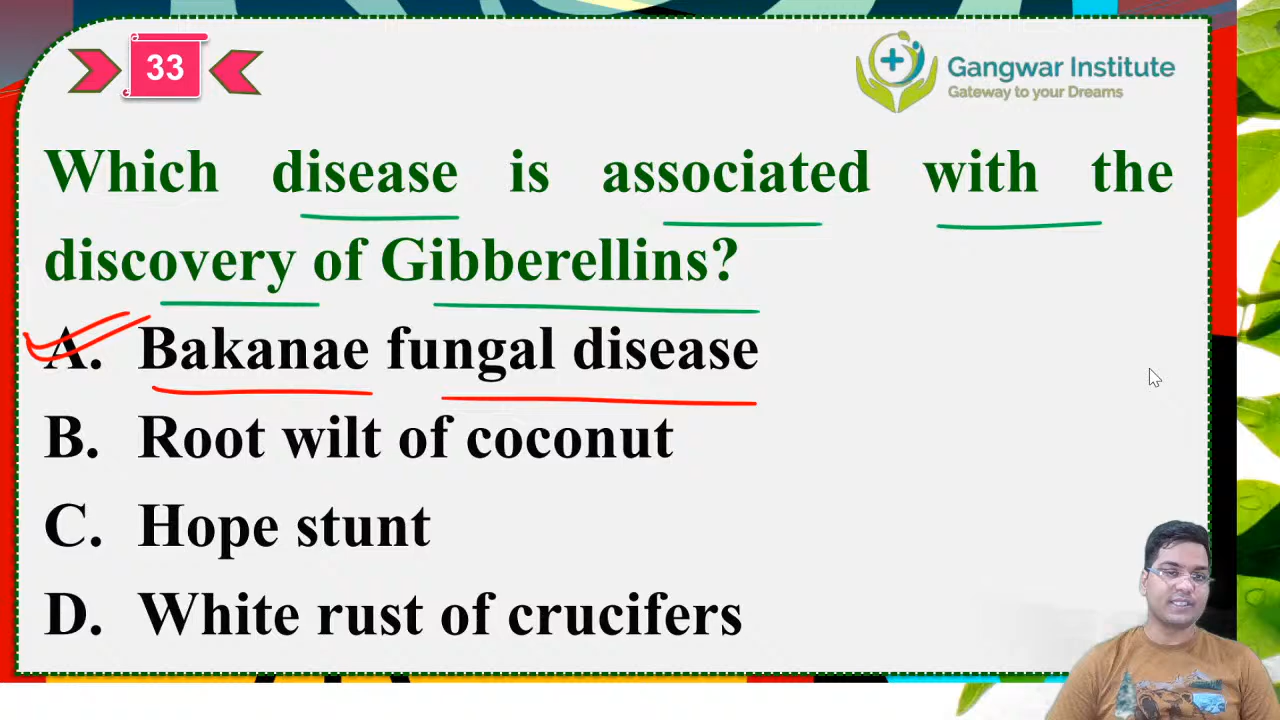 33
Gangwar Institute
Gateway to your Dreams
Which disease is associated with the
discovery of Gibberellins?
A. Bakanae fungal disease
B. Root wilt of coconut
C. Hope stunt
D. White rust of crucifers